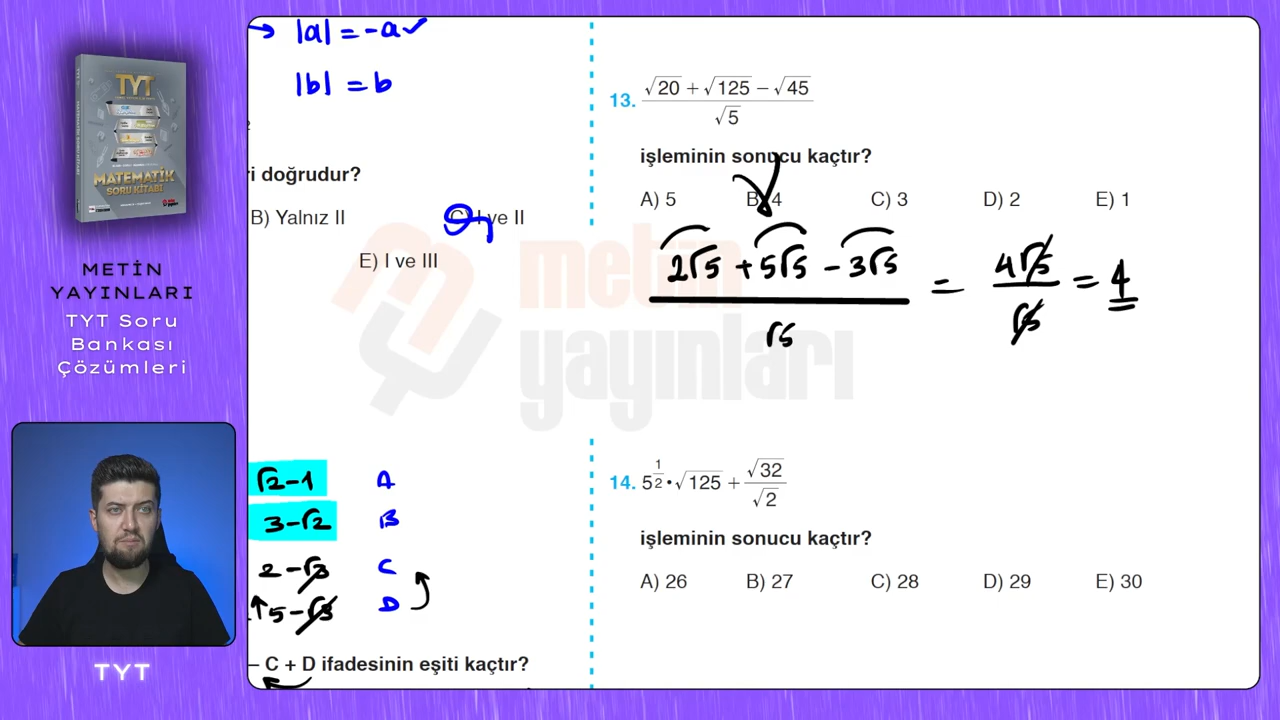 TYT
MATEMATİK
SORU KİTABI
METİN
YAYINLARI
TYT Soru
Bankası
Çözümleri
TYT
→ |a| = -a ✓
|b| = b
ri doğrudur?
B) Yalnız II
C) I ve II
E) I ve III
√2-1 A
3-√2 B
2-√3 C
5-√3 D
– C + D ifadesinin eşiti kaçtır?
metin
yayınları
13. (√20 + √125 − √45) / √5
işleminin sonucu kaçtır?
A) 5 B) 4 C) 3 D) 2 E) 1
(2√5 + 5√5 − 3√5) / √5 = 4√5 / √5 = 4
14. 5^(1/2) • √125 + √32 / √2
işleminin sonucu kaçtır?
A) 26 B) 27 C) 28 D) 29 E) 30